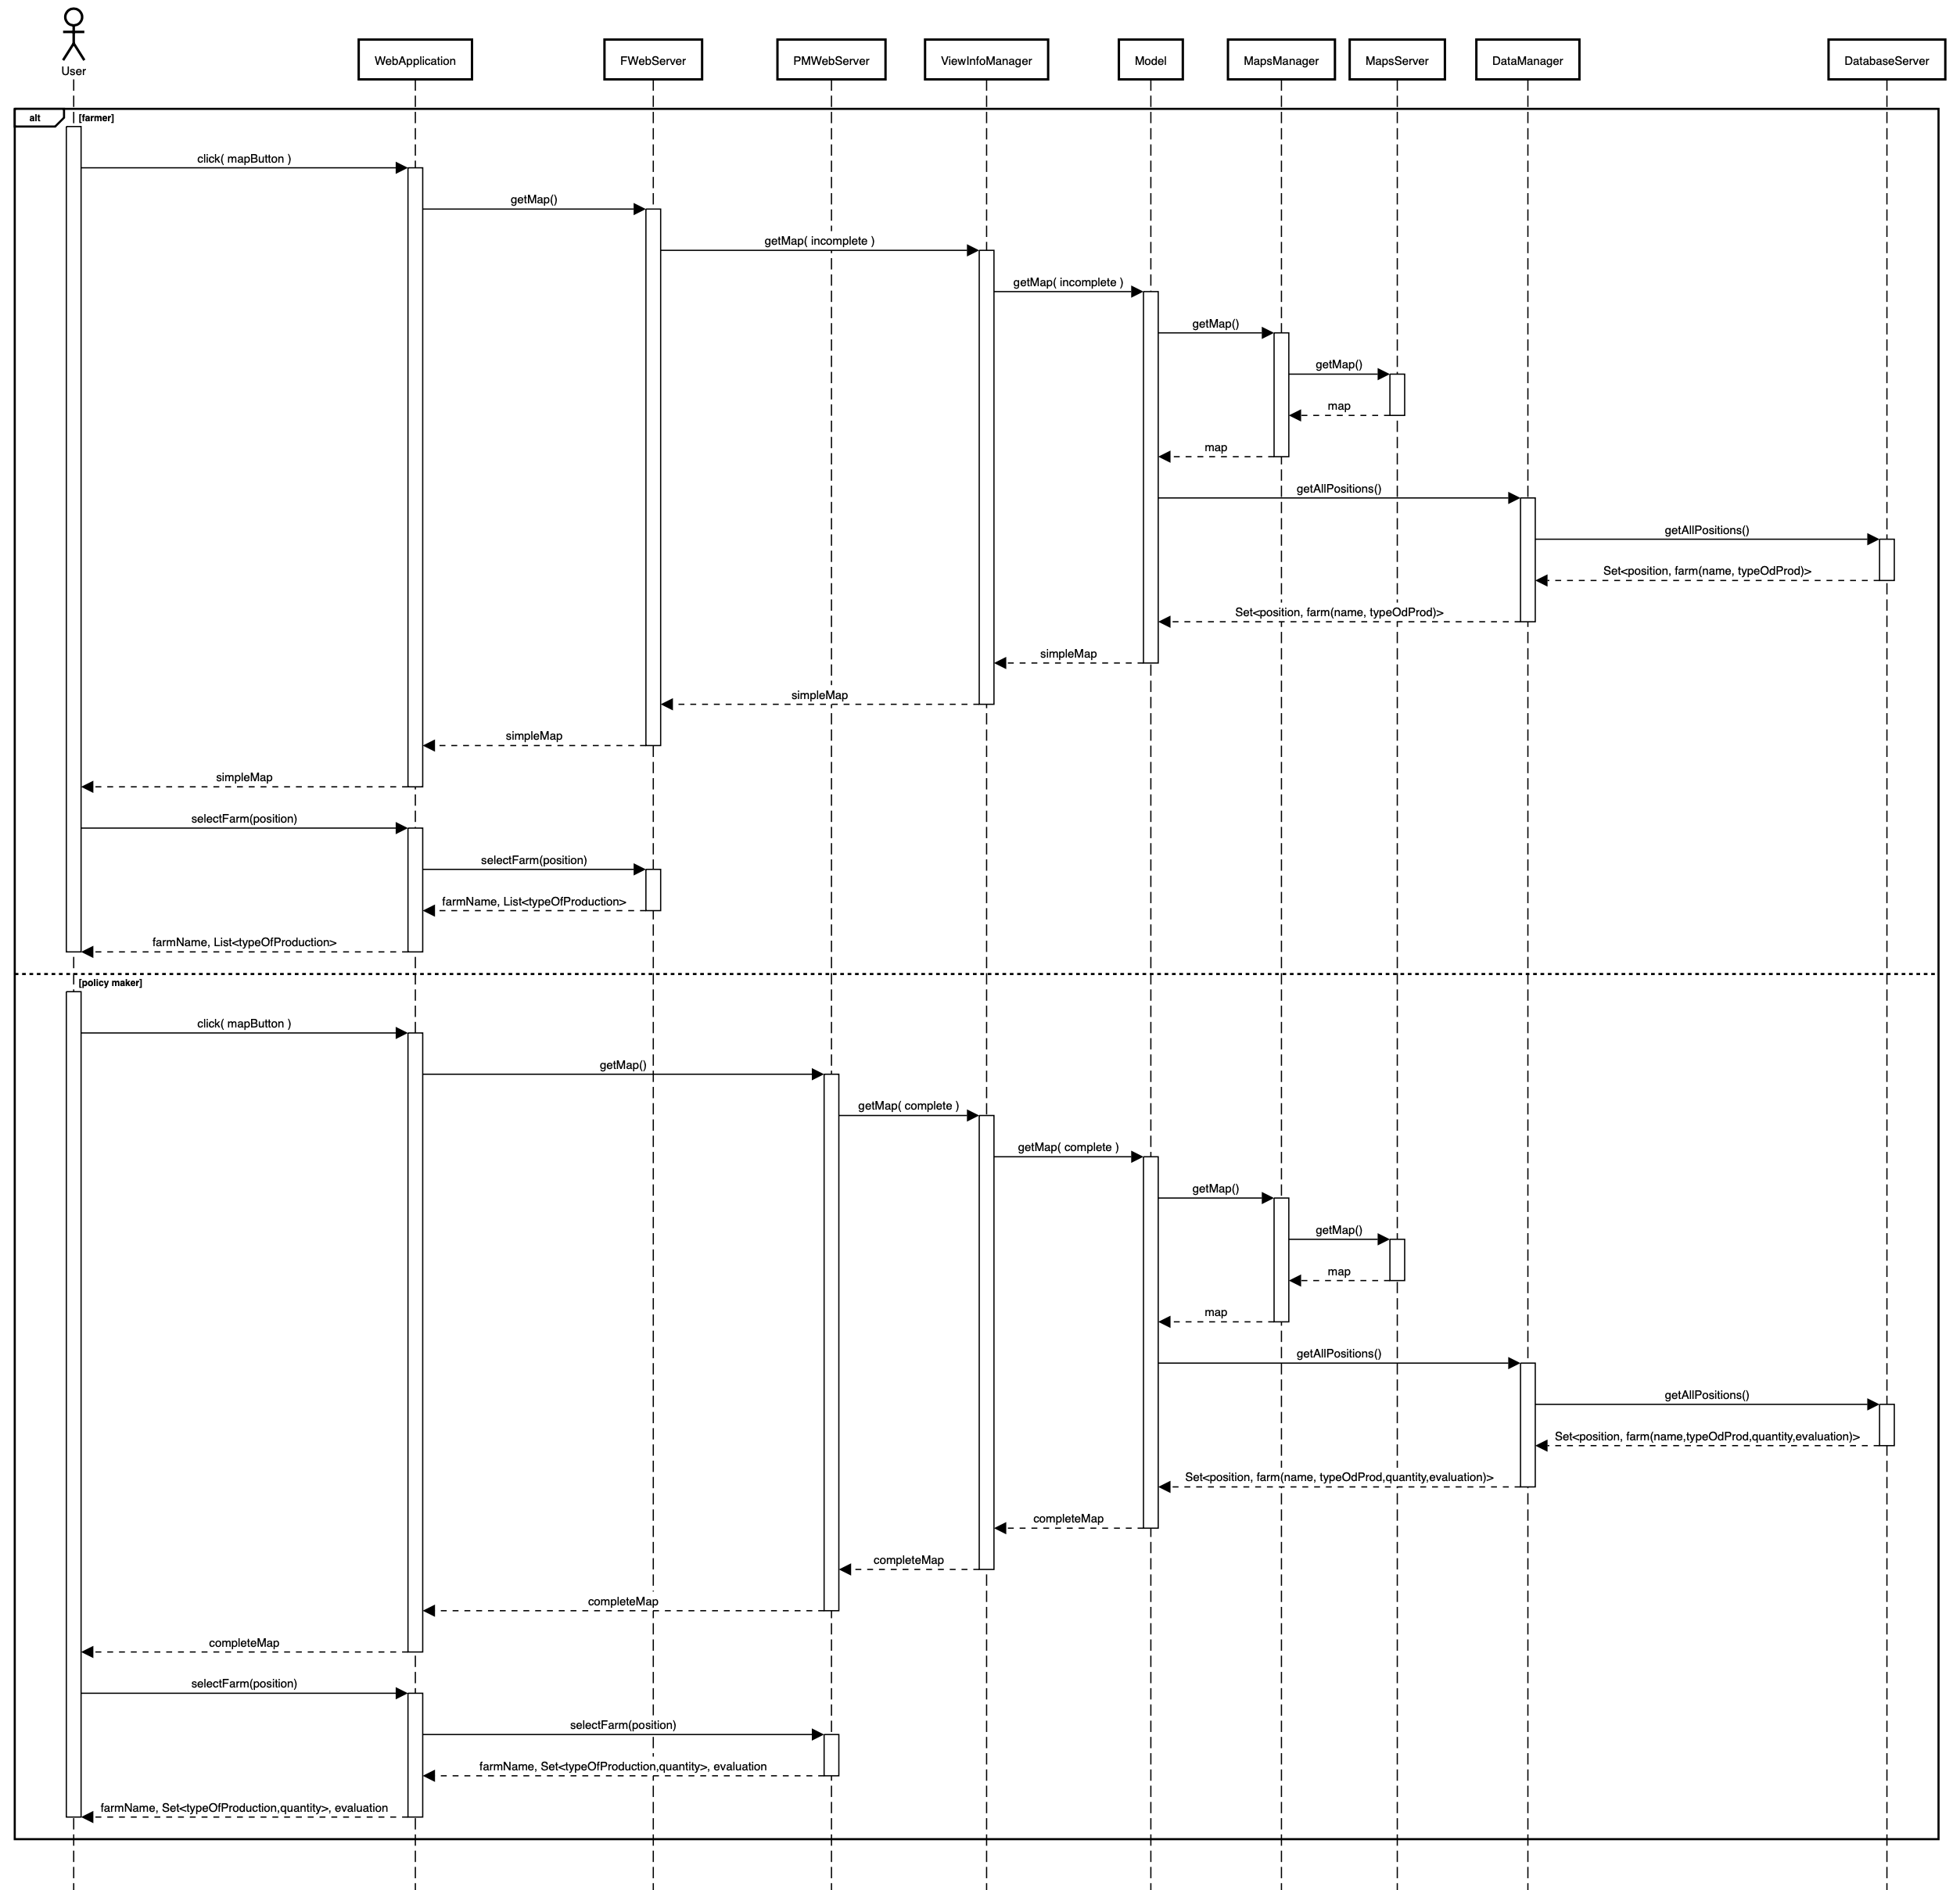 User
WebApplication
FWebServer
PMWebServer
ViewInfoManager
Model
MapsManager
MapsServer
DataManager
DatabaseServer
alt
[farmer]
click( mapButton )
getMap()
getMap( incomplete )
getMap( incomplete )
getMap()
getMap()
map
map
getAllPositions()
getAllPositions()
Set<position, farm(name, typeOdProd)>
Set<position, farm(name, typeOdProd)>
simpleMap
simpleMap
simpleMap
simpleMap
selectFarm(position)
selectFarm(position)
farmName, List<typeOfProduction>
farmName, List<typeOfProduction>
[policy maker]
click( mapButton )
getMap()
getMap( complete )
getMap( complete )
getMap()
getMap()
map
map
getAllPositions()
getAllPositions()
Set<position, farm(name,typeOdProd,quantity,evaluation)>
Set<position, farm(name, typeOdProd,quantity,evaluation)>
completeMap
completeMap
completeMap
completeMap
selectFarm(position)
selectFarm(position)
farmName, Set<typeOfProduction,quantity>, evaluation
farmName, Set<typeOfProduction,quantity>, evaluation